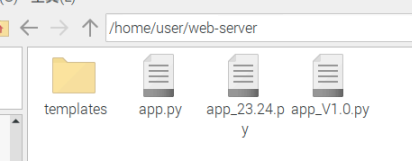 /home/user/web-server
templates
app.py
app_23.24.p
y
app_V1.0.py